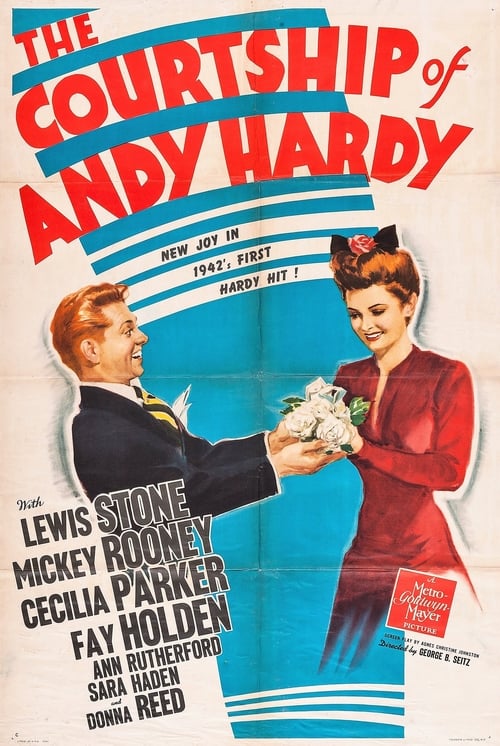 THE
COURTSHIP of
ANDY HARDY
NEW JOY IN
1942's FIRST
HARDY HIT!
With
LEWIS STONE
MICKEY ROONEY
CECILIA PARKER
FAY HOLDEN
ANN RUTHERFORD
SARA HADEN
and
DONNA REED
A
Metro-
Goldwyn-
Mayer
PICTURE
SCREEN PLAY BY AGNES CHRISTINE JOHNSTON
Directed by GEORGE B. SEITZ